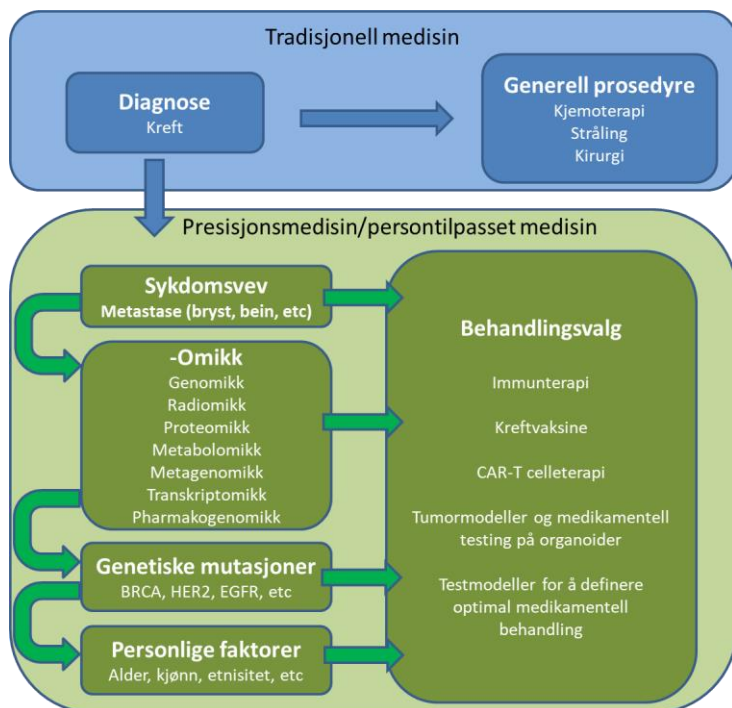 Tradisjonell medisin
Diagnose
Kreft
Generell prosedyre
Kjemoterapi
Stråling
Kirurgi
Presisjonsmedisin/persontilpasset medisin
Sykdomsvev
Metastase (bryst, bein, etc)
-Omikk
Genomikk
Radiomikk
Proteomikk
Metabolomikk
Metagenomikk
Transkriptomikk
Pharmakogenomikk
Genetiske mutasjoner
BRCA, HER2, EGFR, etc
Personlige faktorer
Alder, kjønn, etnisitet, etc
Behandlingsvalg
Immunterapi
Kreftvaksine
CAR-T celleterapi
Tumormodeller og medikamentell
testing på organoider
Testmodeller for å definere
optimal medikamentell
behandling